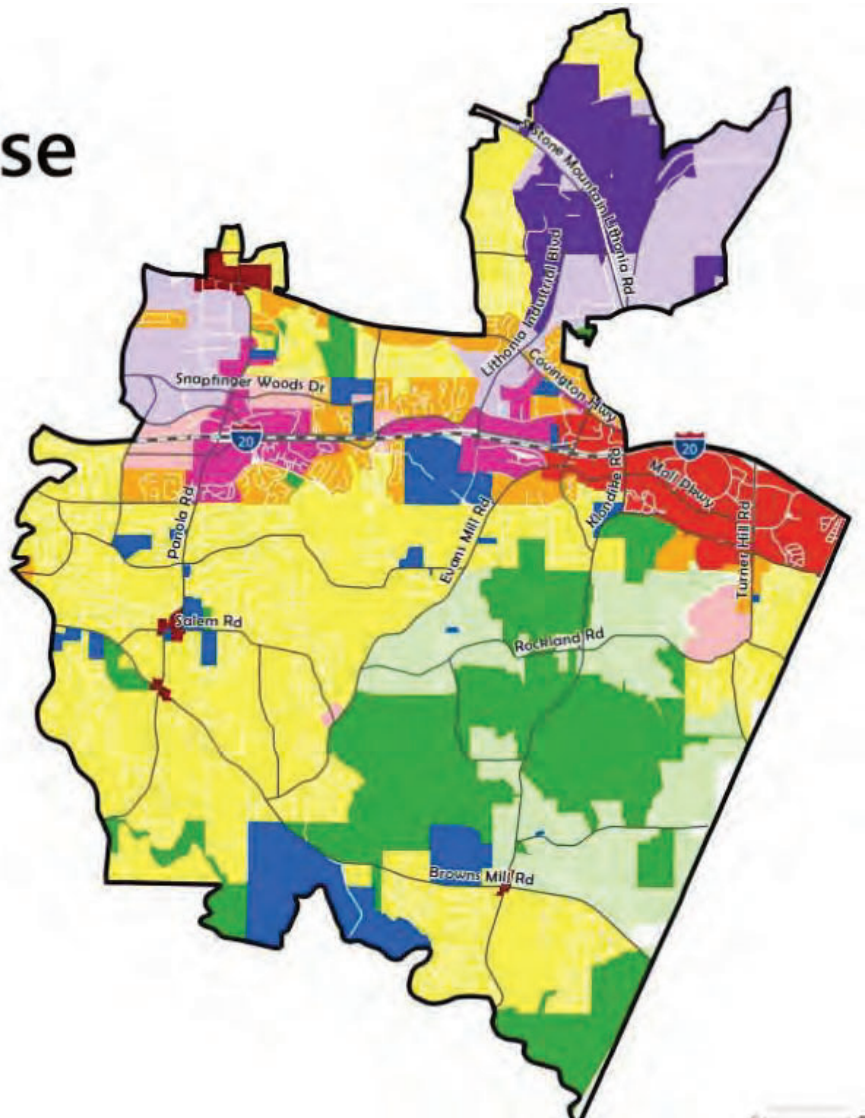 se
Stone Mountain Lithonia Rd
Lithonia Industrial Blvd
Covington Hwy
Snapfinger Woods Dr
20
20
Mall Pkwy
Klondike Rd
Turner Hill Rd
Panola Rd
Evans Mill Rd
Salem Rd
Rockland Rd
Browns Mill Rd